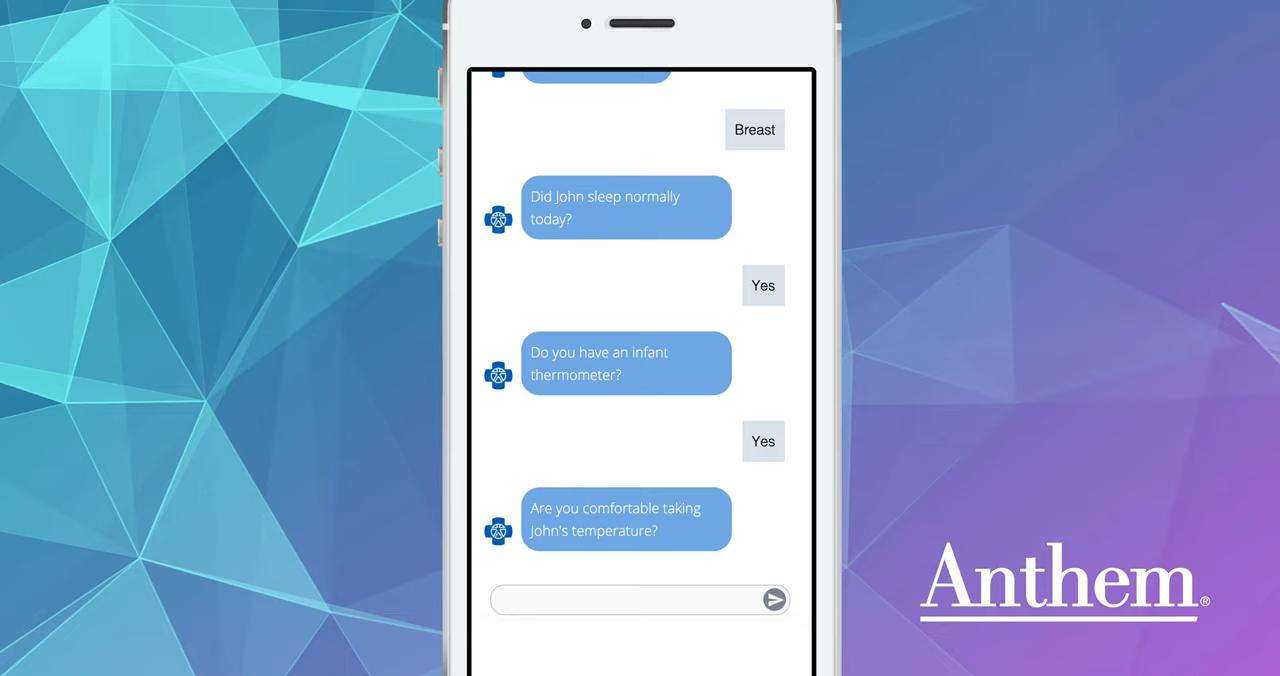 Breast
Did John sleep normally
today?
Yes
Do you have an infant
thermometer?
Yes
Are you comfortable taking
John's temperature?
Anthem®